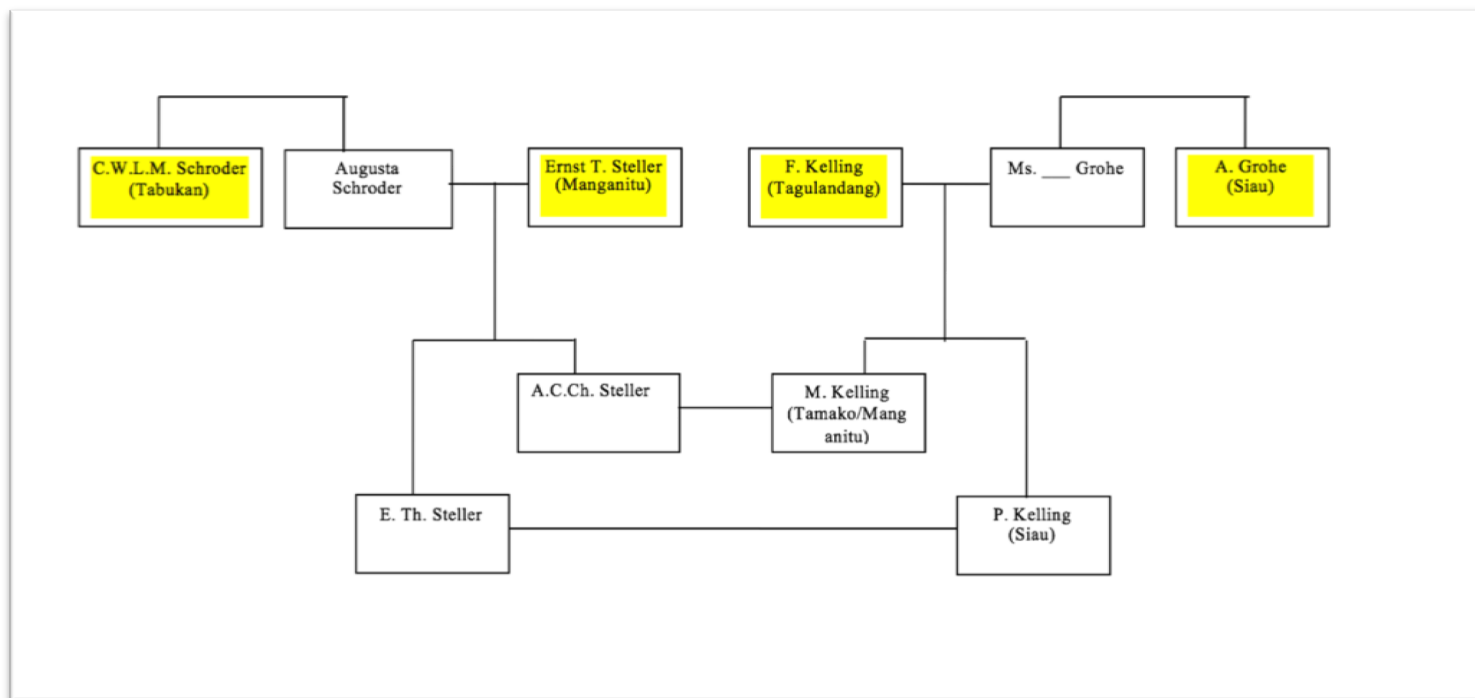 C.W.L.M. Schroder
(Tabukan)
Augusta
Schroder
Ernst T. Steller
(Manganitu)
F. Kelling
(Tagulandang)
Ms. ___ Grohe
A. Grohe
(Siau)
A.C.Ch. Steller
M. Kelling
(Tamako/Mang
anitu)
E. Th. Steller
P. Kelling
(Siau)